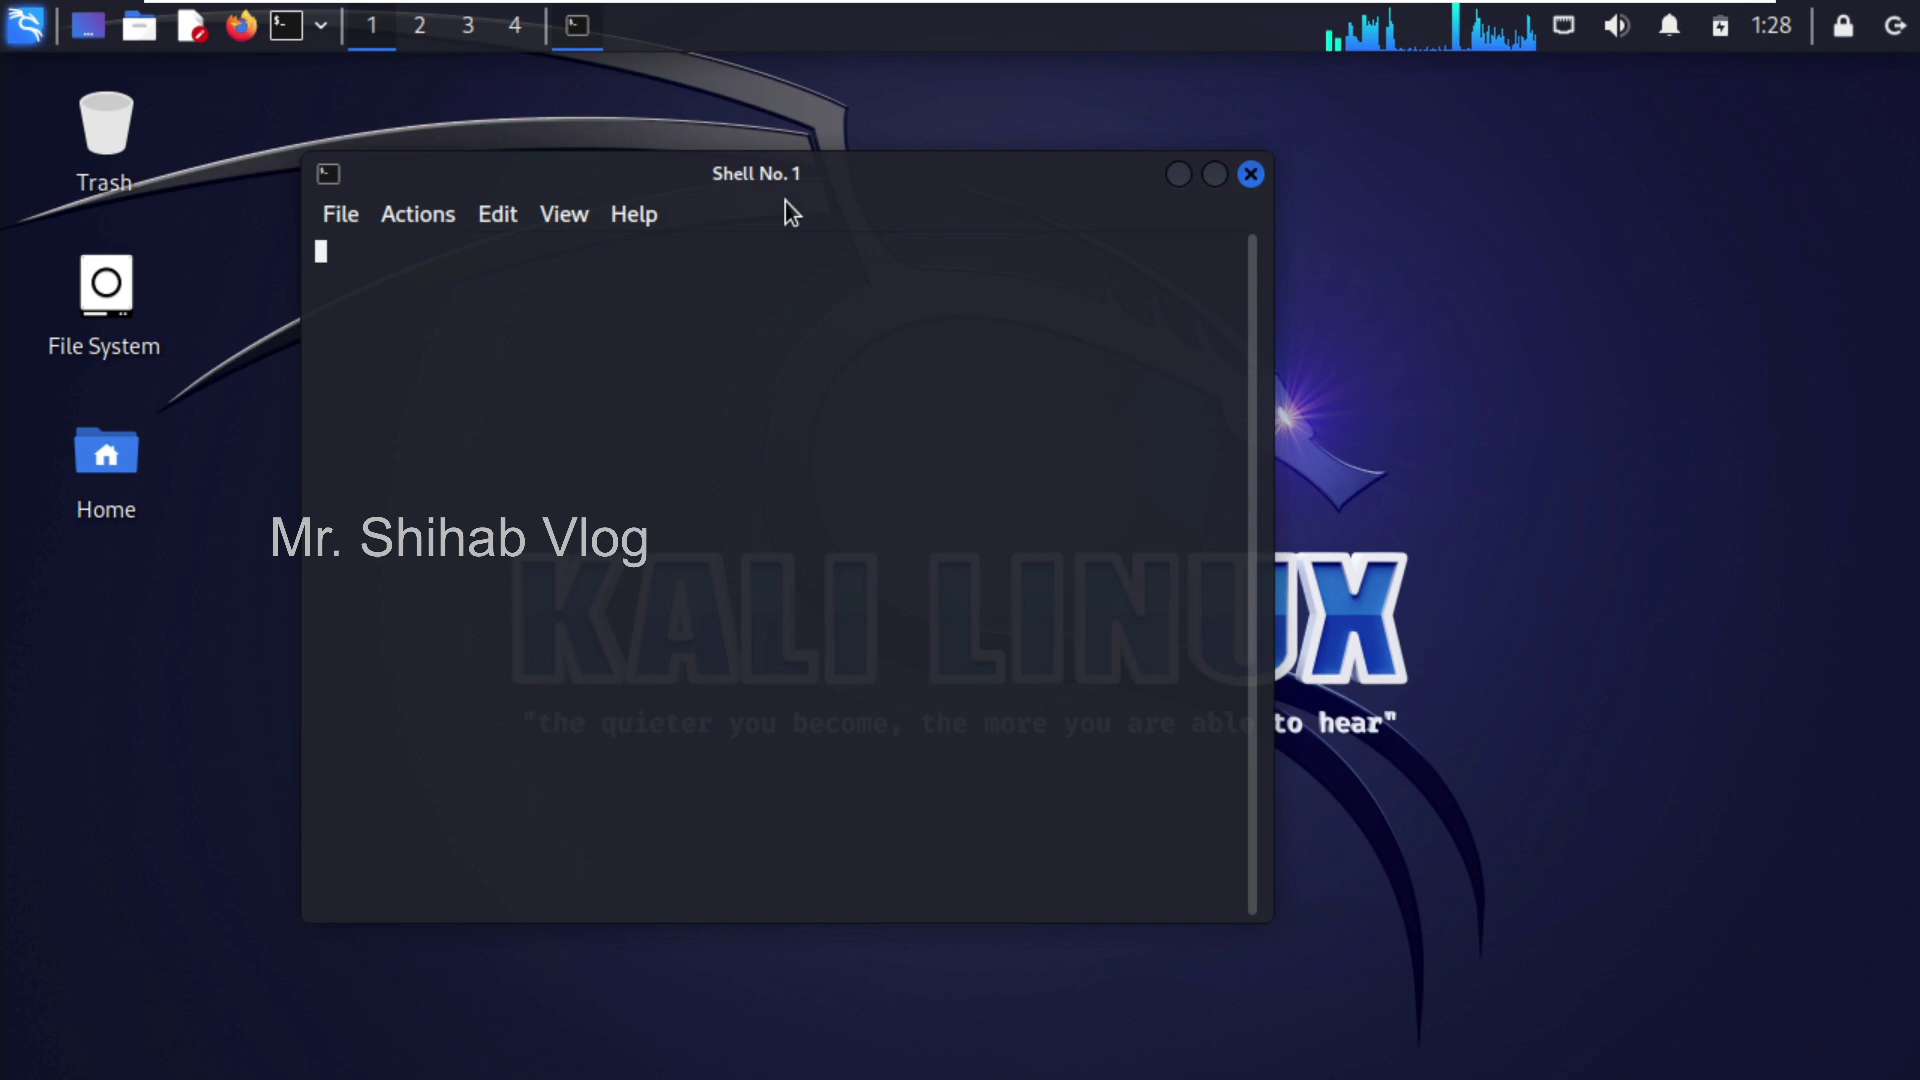 1 2 3 4
1:28
Trash
Shell No. 1
File Actions Edit View Help
File System
Home
Mr. Shihab Vlog
KALI LINUX
"the quieter you become, the more you are able to hear"